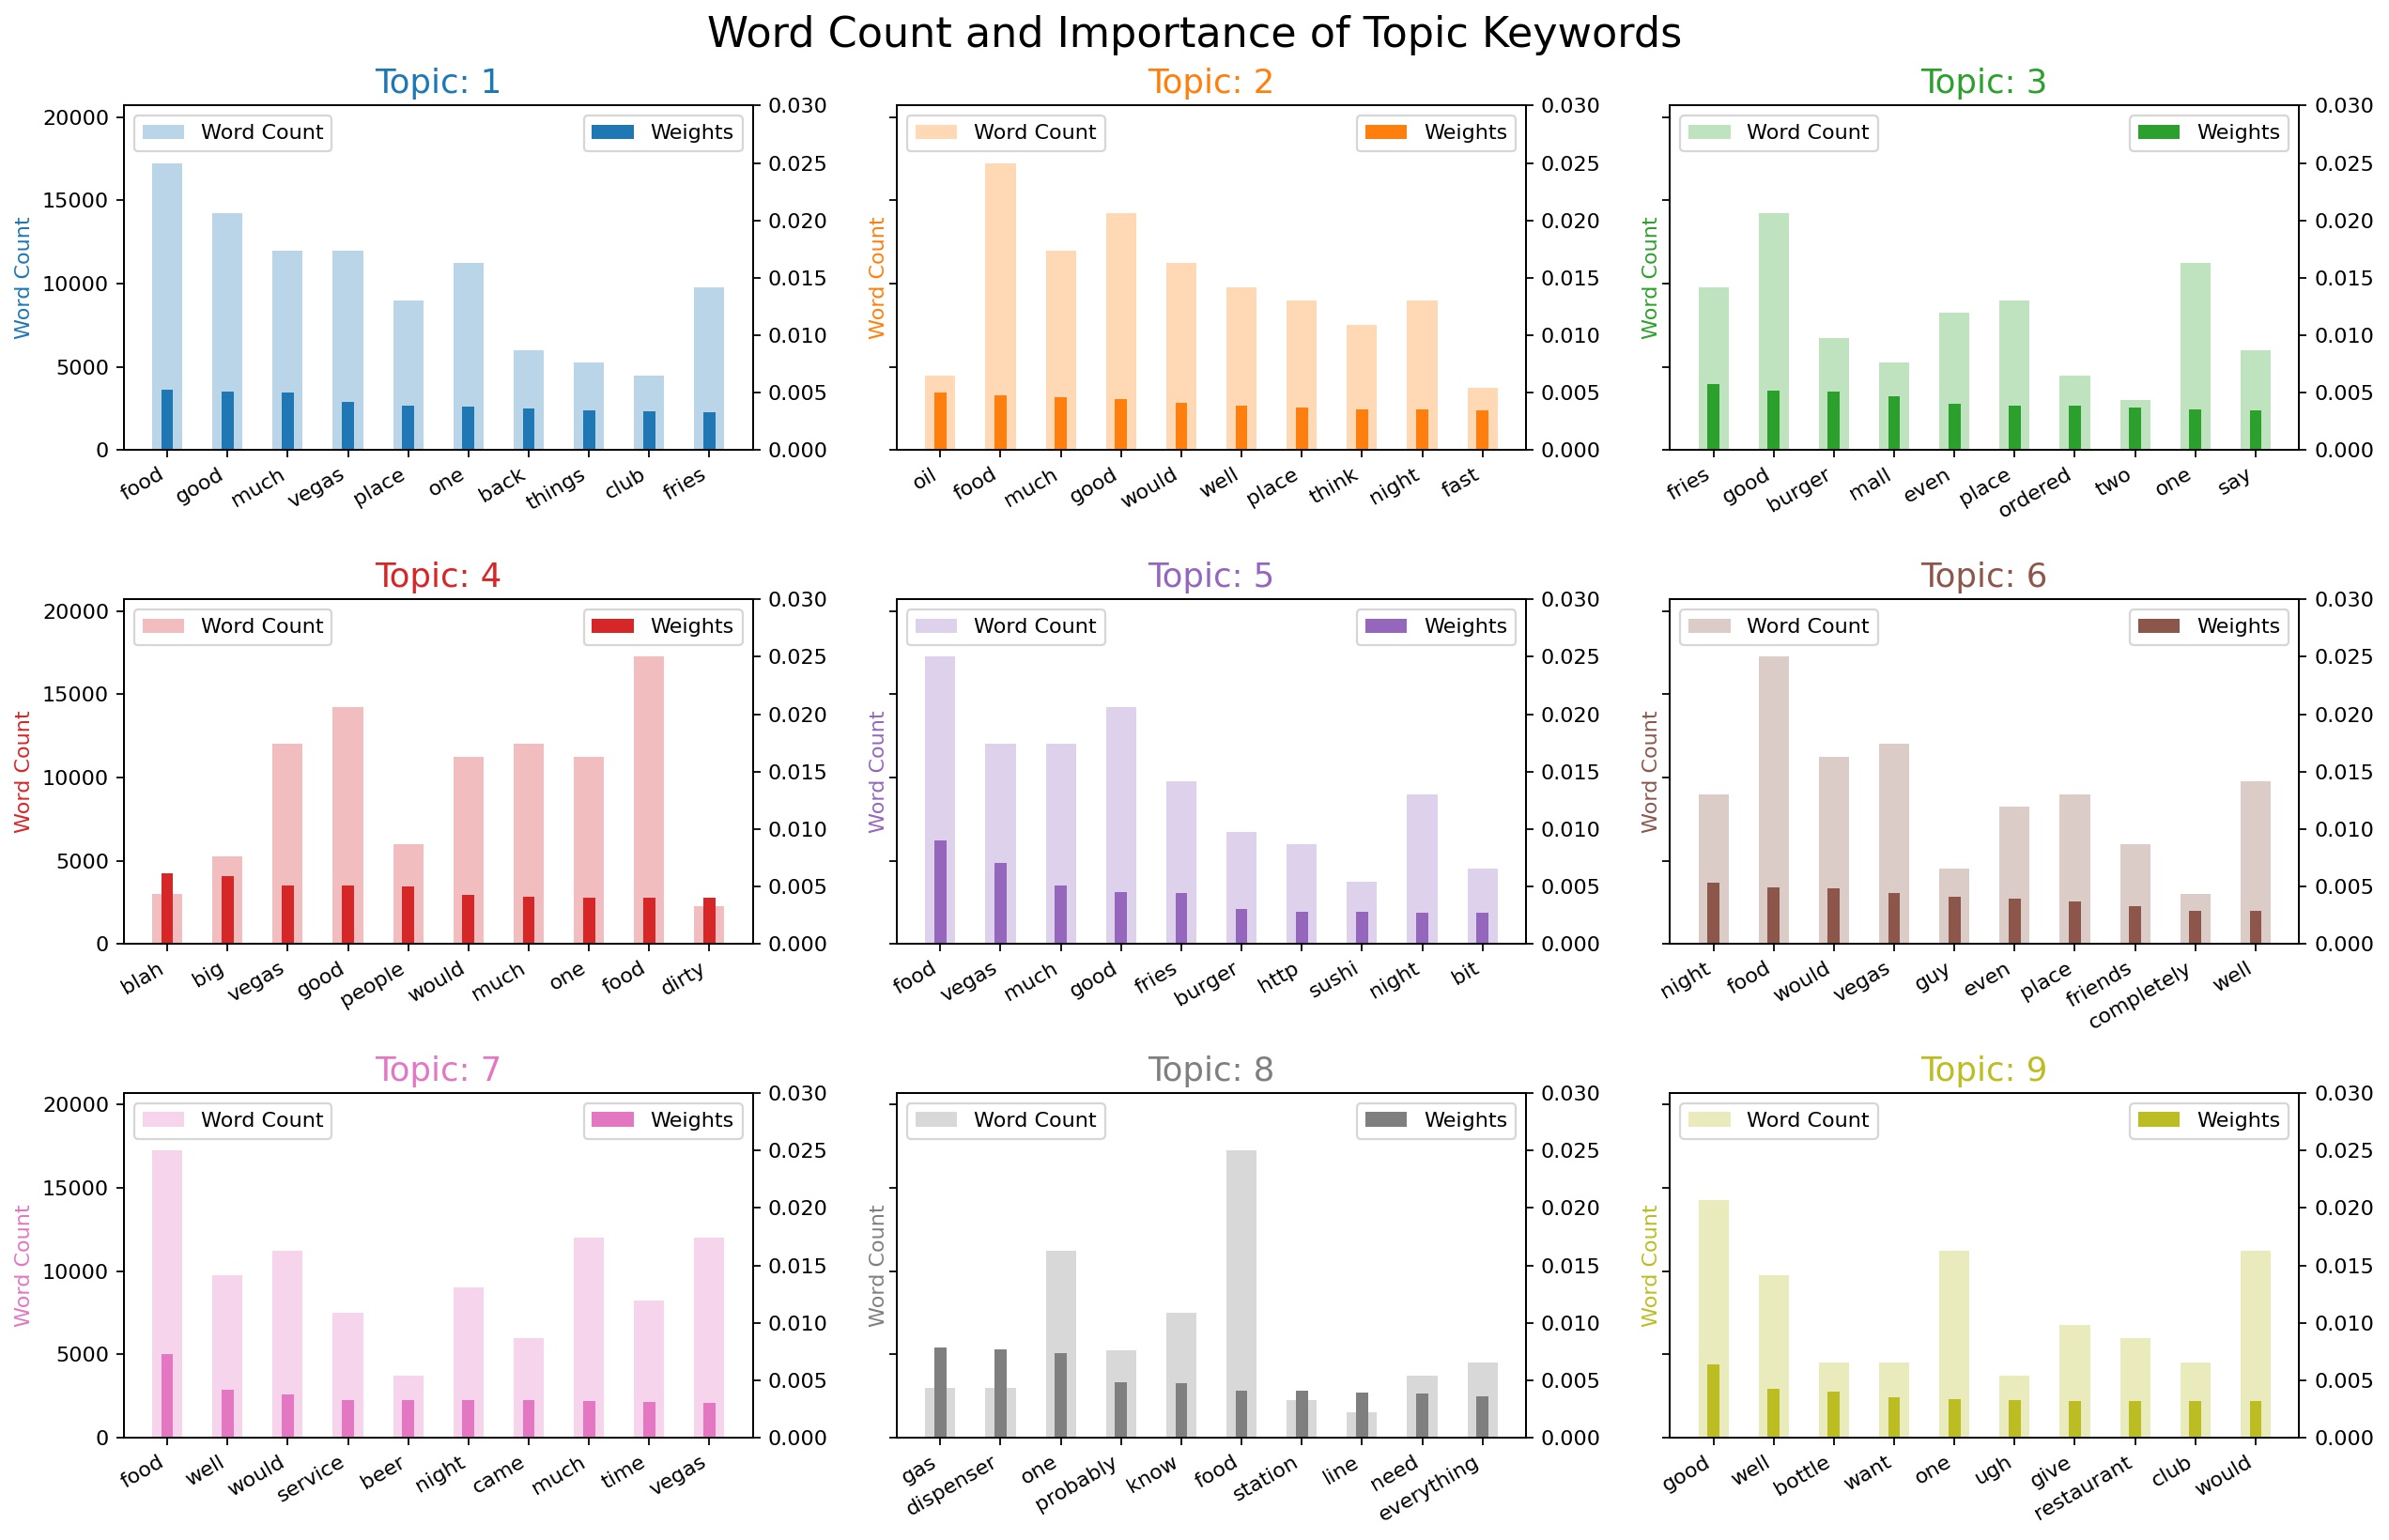 Word Count and Importance of Topic Keywords
Topic: 1
Word Count
Weights
Word Count
20000
15000
10000
5000
0
0.030
0.025
0.020
0.015
0.010
0.005
0.000
food good much vegas place one back things club fries
Topic: 2
Word Count
Weights
Word Count
0.030
0.025
0.020
0.015
0.010
0.005
0.000
oil food much good would well place think night fast
Topic: 3
Word Count
Weights
Word Count
0.030
0.025
0.020
0.015
0.010
0.005
0.000
fries good burger mall even place ordered two one say
Topic: 4
Word Count
Weights
Word Count
20000
15000
10000
5000
0
0.030
0.025
0.020
0.015
0.010
0.005
0.000
blah big vegas good people would much one food dirty
Topic: 5
Word Count
Weights
Word Count
0.030
0.025
0.020
0.015
0.010
0.005
0.000
food vegas much good fries burger http sushi night bit
Topic: 6
Word Count
Weights
Word Count
0.030
0.025
0.020
0.015
0.010
0.005
0.000
night food would vegas guy even place friends completely well
Topic: 7
Word Count
Weights
Word Count
20000
15000
10000
5000
0
0.030
0.025
0.020
0.015
0.010
0.005
0.000
food well would service beer night came much time vegas
Topic: 8
Word Count
Weights
Word Count
0.030
0.025
0.020
0.015
0.010
0.005
0.000
gas dispenser one probably know food station line need everything
Topic: 9
Word Count
Weights
Word Count
0.030
0.025
0.020
0.015
0.010
0.005
0.000
good well bottle want one ugh give restaurant club would